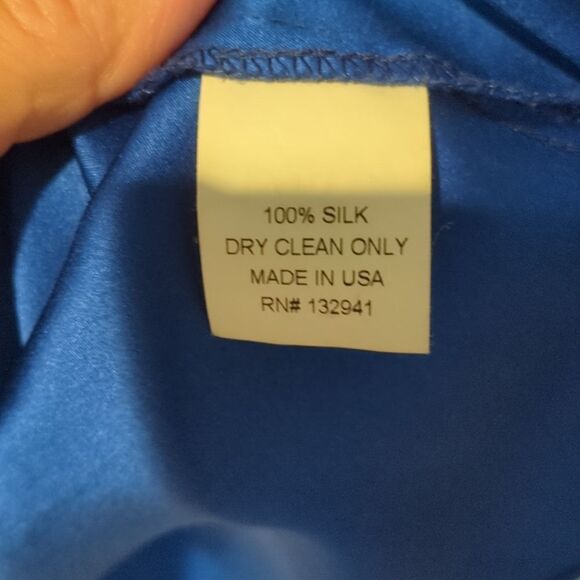 100% SILK
DRY CLEAN ONLY
MADE IN USA
RN# 132941